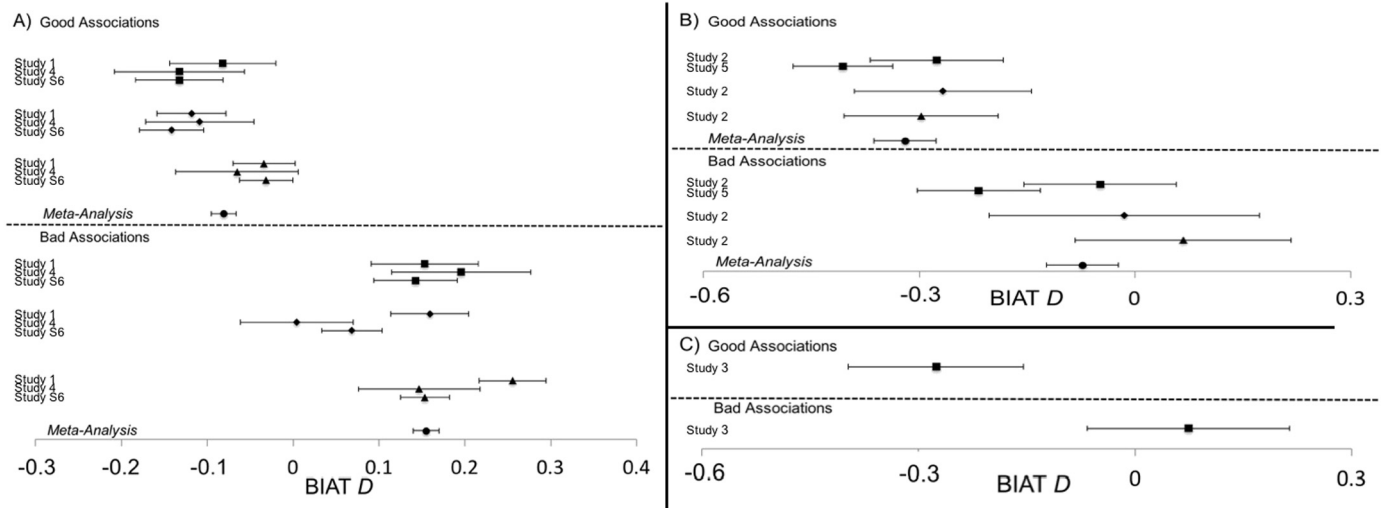 A) Good Associations
Study 1
Study 4
Study S6
Study 1
Study 4
Study S6
Study 1
Study 4
Study S6
Meta-Analysis
Bad Associations
Study 1
Study 4
Study S6
Study 1
Study 4
Study S6
Study 1
Study 4
Study S6
Meta-Analysis
-0.3 -0.2 -0.1 0 0.1 0.2 0.3 0.4
BIAT D
B) Good Associations
Study 2
Study 5
Study 2
Study 2
Meta-Analysis
Bad Associations
Study 2
Study 5
Study 2
Study 2
Meta-Analysis
-0.6 -0.3 BIAT D 0 0.3
C) Good Associations
Study 3
Bad Associations
Study 3
-0.6 -0.3 BIAT D 0 0.3